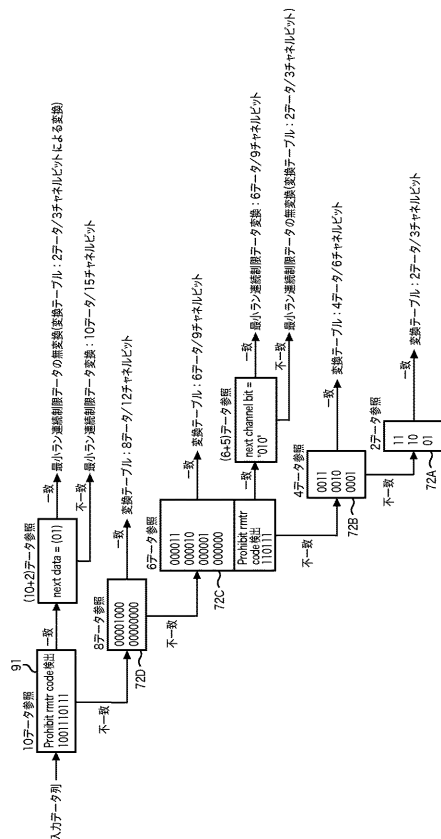 入力データ列
91
10データ参照
Prohibit rmtr code 検出
1001110111
一致
不一致
(10+2)データ参照
next data = (01)
一致
最小ラン連続制限データの無変換(変換テーブル：2データ/3チャネルビットによる変換)
不一致
最小ラン連続制限データ変換：10データ/15チャネルビット
8データ参照
00001000
00000000
72D
一致
変換テーブル：8データ/12チャネルビット
不一致
6データ参照
000011
000010
000001
000000
72C
一致
変換テーブル：6データ/9チャネルビット
Prohibit rmtr
code 検出
110111
一致
不一致
(6+5)データ参照
next channel bit =
'010'
一致
最小ラン連続制限データ変換：6データ/9チャネルビット
不一致
最小ラン連続制限データの無変換(変換テーブル：2データ/3チャネルビット)
4データ参照
0011
0010
0001
72B
一致
変換テーブル：4データ/6チャネルビット
不一致
2データ参照
11
10
01
72A
一致
変換テーブル：2データ/3チャネルビット